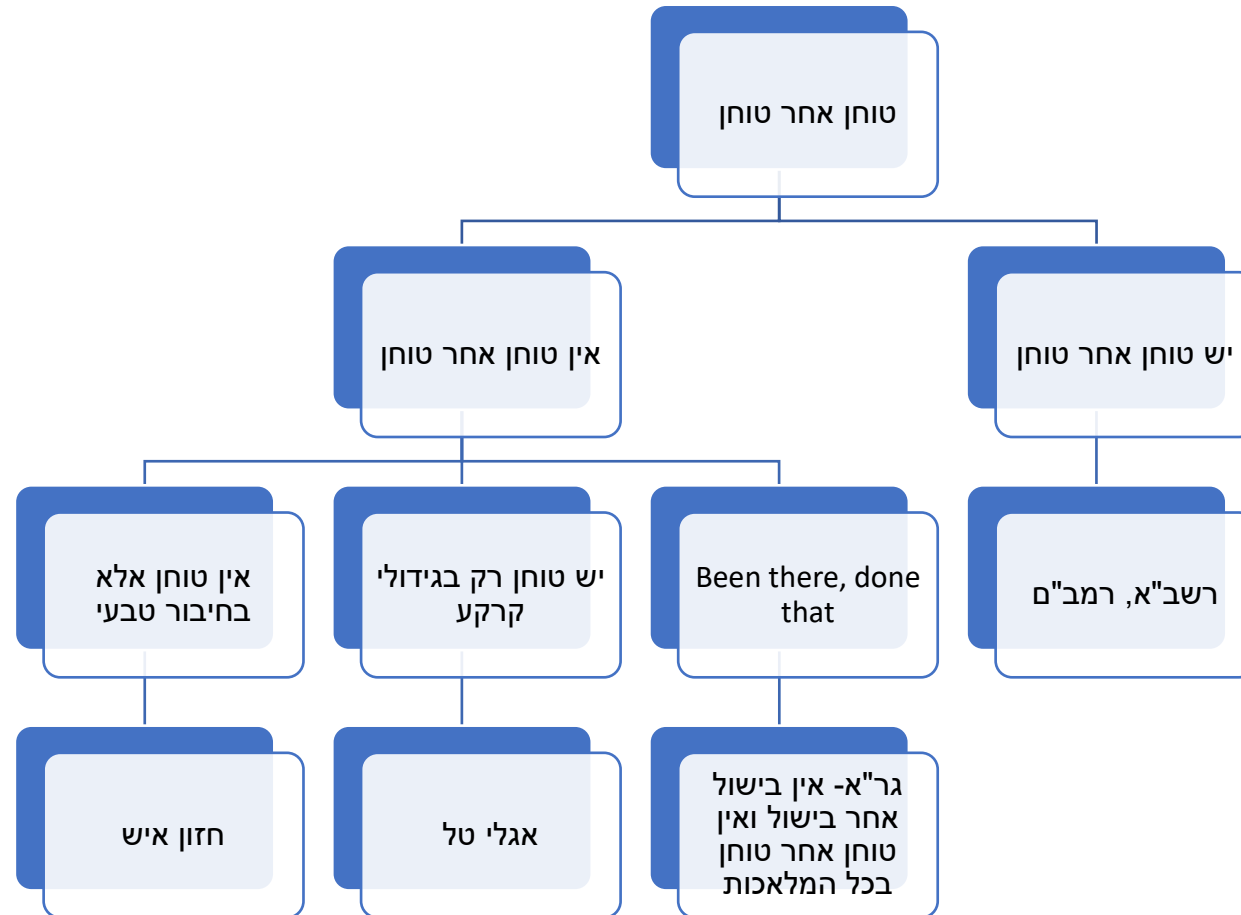 טוחן אחר טוחן
יש טוחן אחר טוחן
אין טוחן אחר טוחן
רשב"א, רמב"ם
Been there, done
that
יש טוחן רק בגידולי
קרקע
אין טוחן אלא
בחיבור טבעי
גר"א- אין בישול
אחר בישול ואין
טוחן אחר טוחן
בכל המלאכות
אגלי טל
חזון איש